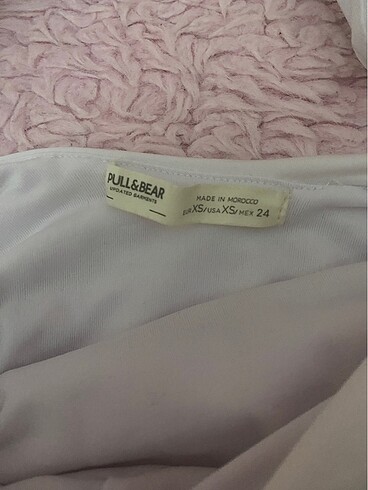 PULL&BEAR
UPDATED GARMENTS
MADE IN MOROCCO
EUR XS/USA XS/MEX 24